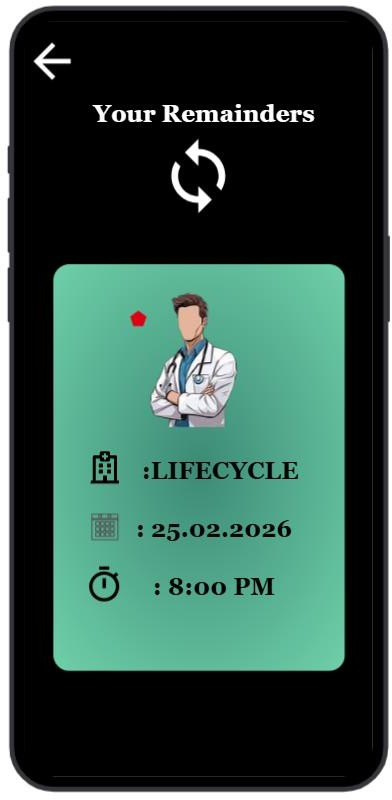 Your Remainders
:LIFECYCLE
: 25.02.2026
: 8:00 PM